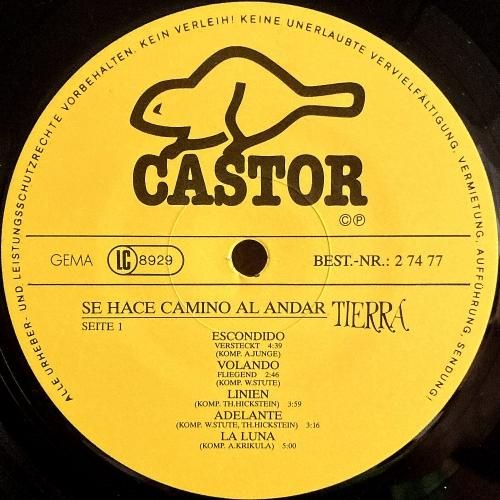 ALLE URHEBER- UND LEISTUNGSSCHUTZRECHTE VORBEHALTEN. KEIN VERLEIH! KEINE UNERLAUBTE VERVIELFÄLTIGUNG, VERMIETUNG, AUFFÜHRUNG, SENDUNG!
CASTOR
©℗
GEMA LC 8929 BEST.-NR.: 2 74 77
SE HACE CAMINO AL ANDAR TIERRA
SEITE 1
ESCONDIDO
VERSTECKT 4:39
(KOMP. A.JUNGE)
VOLANDO
FLIEGEND 2:46
(KOMP. W.STUTE)
LINIEN
(KOMP. TH.HICKSTEIN) 3:59
ADELANTE
(KOMP. W.STUTE, TH.HICKSTEIN) 3:16
LA LUNA
(KOMP. A.KRIKULA) 5:00